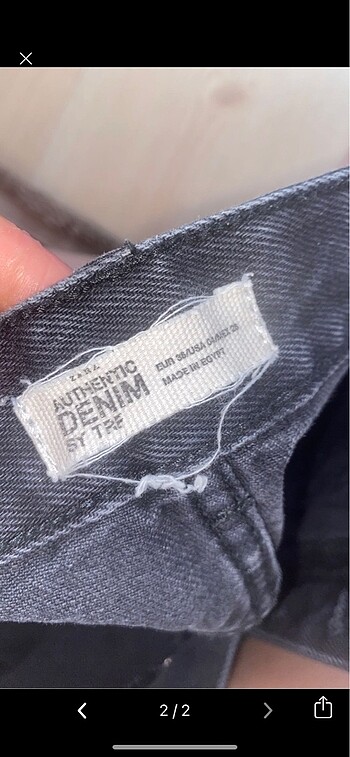 ZARA
AUTHENTIC
DENIM
BY TRF
EUR 38/USA 06/MEX 28
MADE IN EGYPT
2/2